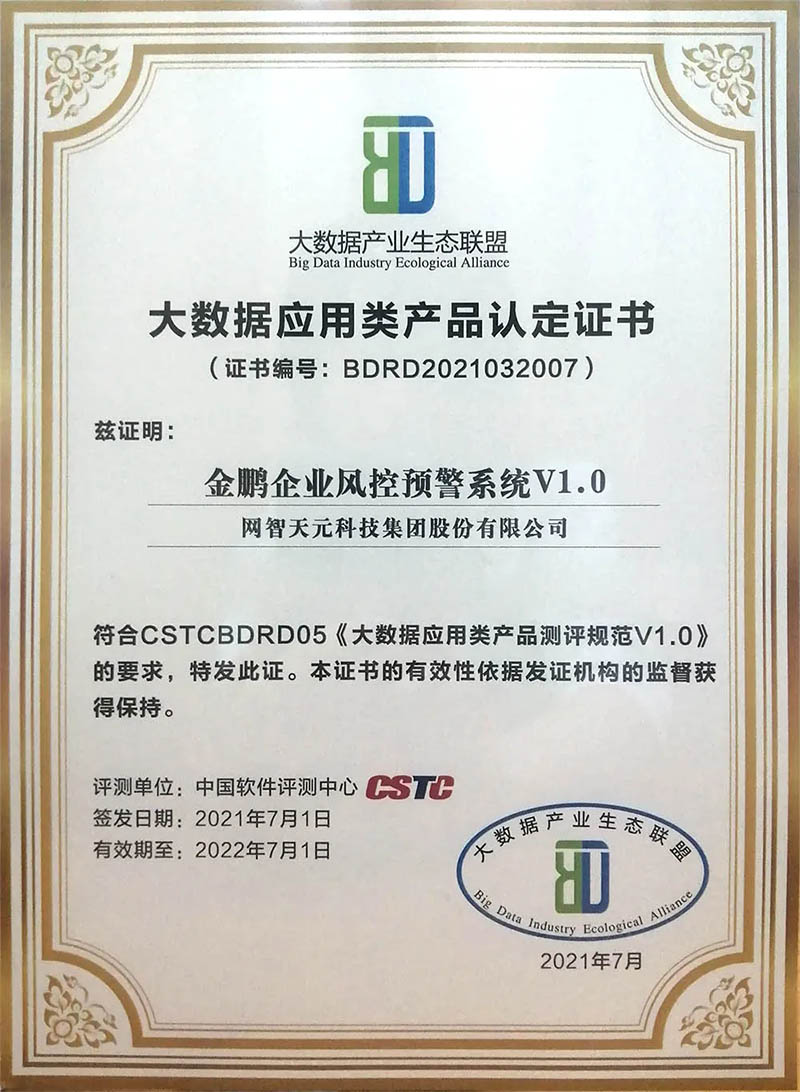 大数据产业生态联盟
Big Data Industry Ecological Alliance
大数据应用类产品认定证书
（证书编号：BDRD2021032007）
兹证明：
金鹏企业风控预警系统V1.0
网智天元科技集团股份有限公司
符合CSTCBDRD05《大数据应用类产品测评规范V1.0》
的要求，特发此证。本证书的有效性依据发证机构的监督获
得保持。
评测单位：中国软件评测中心 CSTC
签发日期：2021年7月1日
有效期至：2022年7月1日
大数据产业生态联盟
Big Data Industry Ecological Alliance
2021年7月